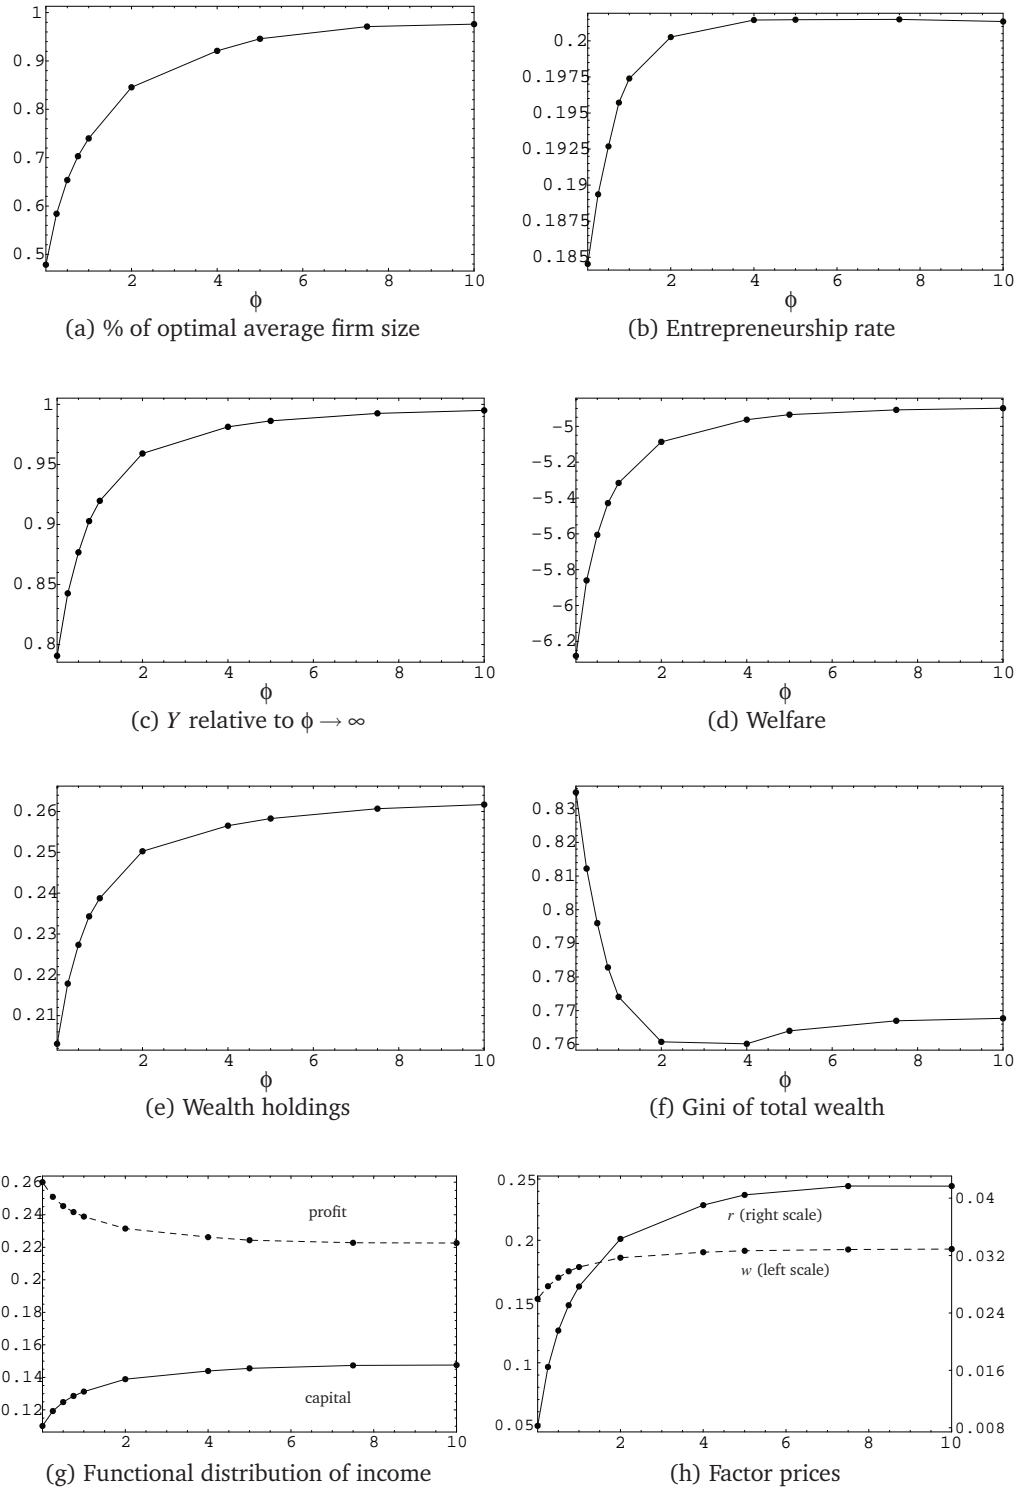 1
0.9
0.8
0.7
0.6
0.5
2 4 6 8 10
ϕ
(a) % of optimal average firm size
0.2
0.1975
0.195
0.1925
0.19
0.1875
0.185
2 4 6 8 10
ϕ
(b) Entrepreneurship rate
1
0.95
0.9
0.85
0.8
2 4 6 8 10
ϕ
(c) Y relative to ϕ → ∞
-5
-5.2
-5.4
-5.6
-5.8
-6
-6.2
2 4 6 8 10
ϕ
(d) Welfare
0.26
0.25
0.24
0.23
0.22
0.21
2 4 6 8 10
ϕ
(e) Wealth holdings
0.83
0.82
0.81
0.8
0.79
0.78
0.77
0.76
2 4 6 8 10
ϕ
(f) Gini of total wealth
0.26
0.24
0.22
0.2
0.18
0.16
0.14
0.12
profit
capital
2 4 6 8 10
(g) Functional distribution of income
0.25
0.2
0.15
0.1
0.05
r (right scale)
w (left scale)
0.04
0.032
0.024
0.016
0.008
2 4 6 8 10
(h) Factor prices